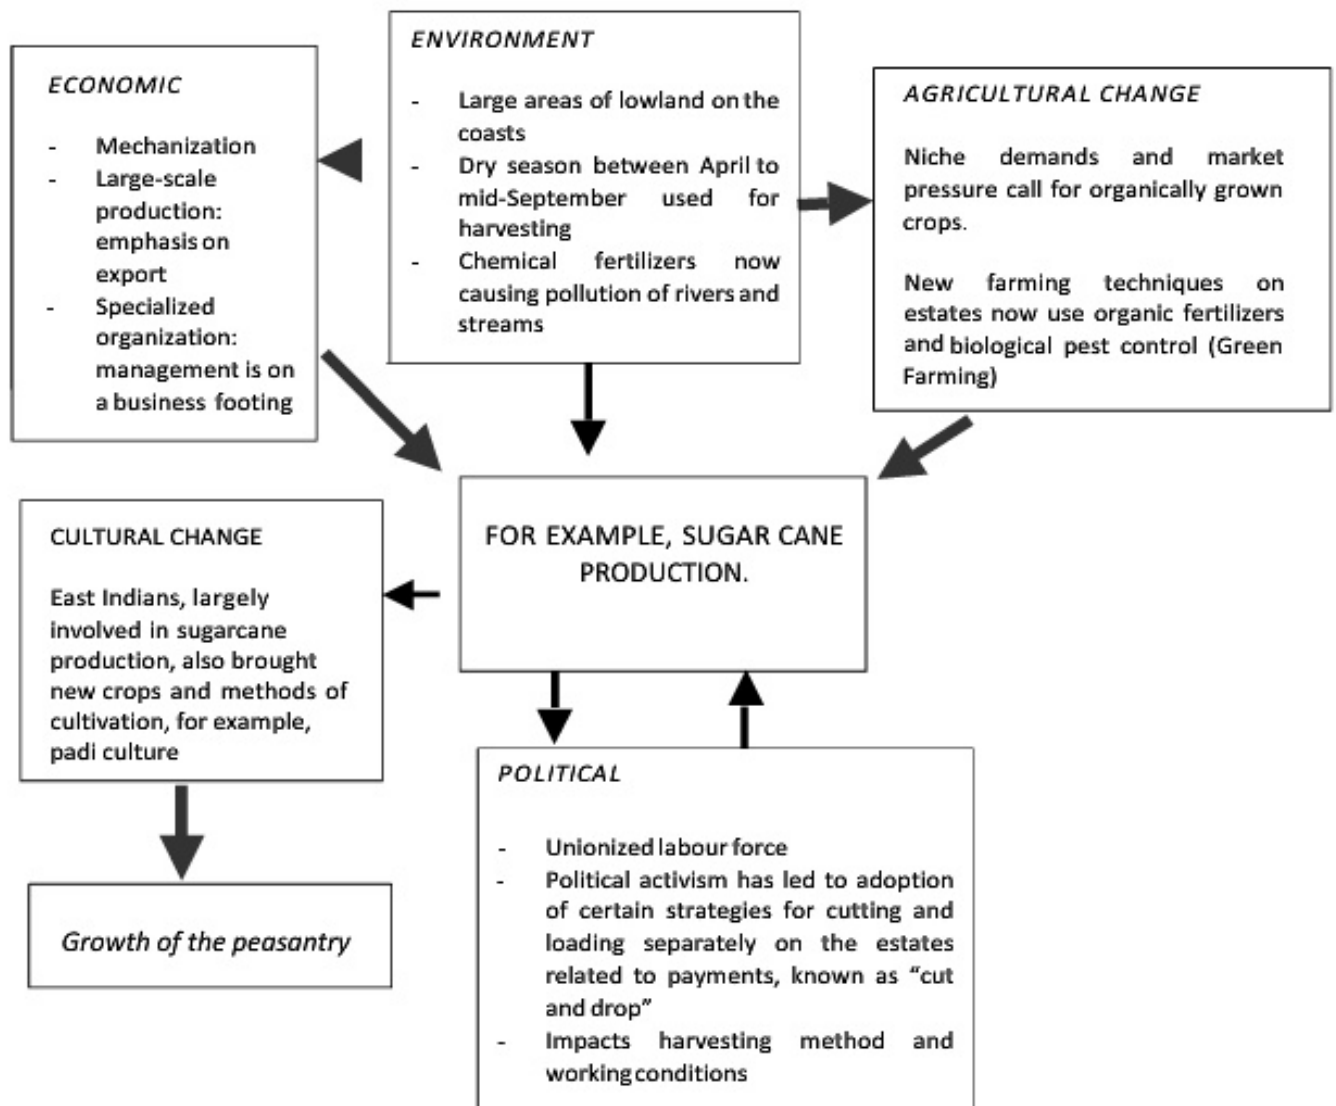 ECONOMIC
- Mechanization
- Large-scale
production:
emphasis on
export
- Specialized
organization:
management is on
a business footing
ENVIRONMENT
- Large areas of lowland on the
coasts
- Dry season between April to
mid-September used for
harvesting
- Chemical fertilizers now
causing pollution of rivers and
streams
AGRICULTURAL CHANGE
Niche demands and market
pressure call for organically grown
crops.
New farming techniques on
estates now use organic fertilizers
and biological pest control (Green
Farming)
FOR EXAMPLE, SUGAR CANE
PRODUCTION.
CULTURAL CHANGE
East Indians, largely
involved in sugarcane
production, also brought
new crops and methods of
cultivation, for example,
padi culture
Growth of the peasantry
POLITICAL
- Unionized labour force
- Political activism has led to adoption
of certain strategies for cutting and
loading separately on the estates
related to payments, known as “cut
and drop”
- Impacts harvesting method and
working conditions